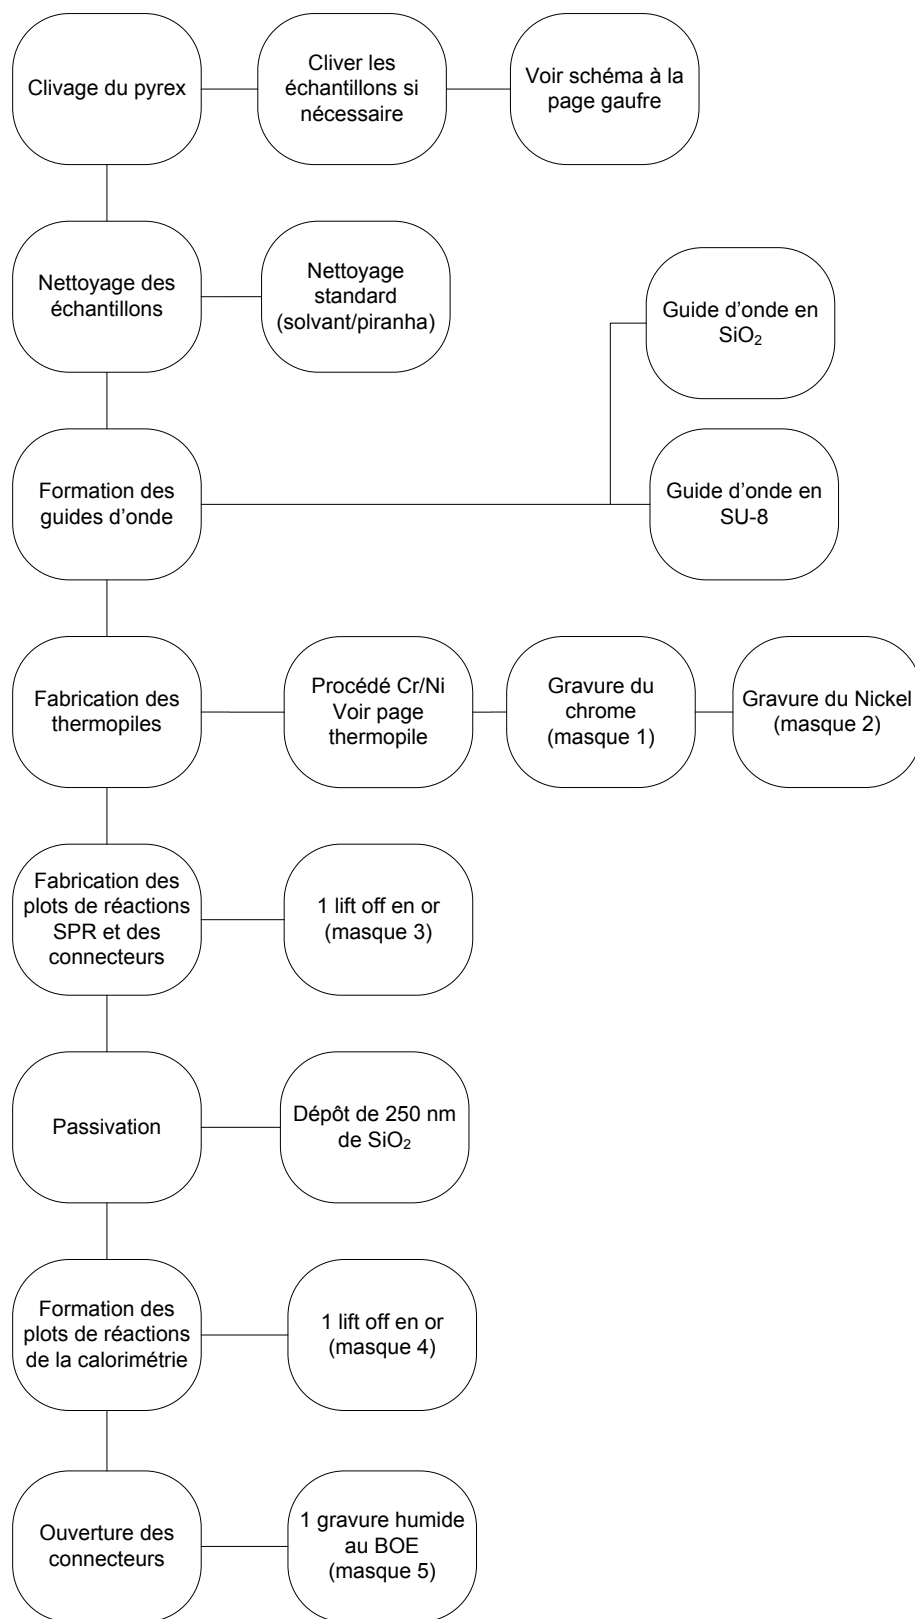 Clivage du pyrex
Cliver les
échantillons si
nécessaire
Voir schéma à la
page gaufre
Nettoyage des
échantillons
Nettoyage
standard
(solvant/piranha)
Guide d’onde en
SiO₂
Formation des
guides d’onde
Guide d’onde en
SU-8
Fabrication des
thermopiles
Procédé Cr/Ni
Voir page
thermopile
Gravure du
chrome
(masque 1)
Gravure du Nickel
(masque 2)
Fabrication des
plots de réactions
SPR et des
connecteurs
1 lift off en or
(masque 3)
Passivation
Dépôt de 250 nm
de SiO₂
Formation des
plots de réactions
de la calorimétrie
1 lift off en or
(masque 4)
Ouverture des
connecteurs
1 gravure humide
au BOE
(masque 5)